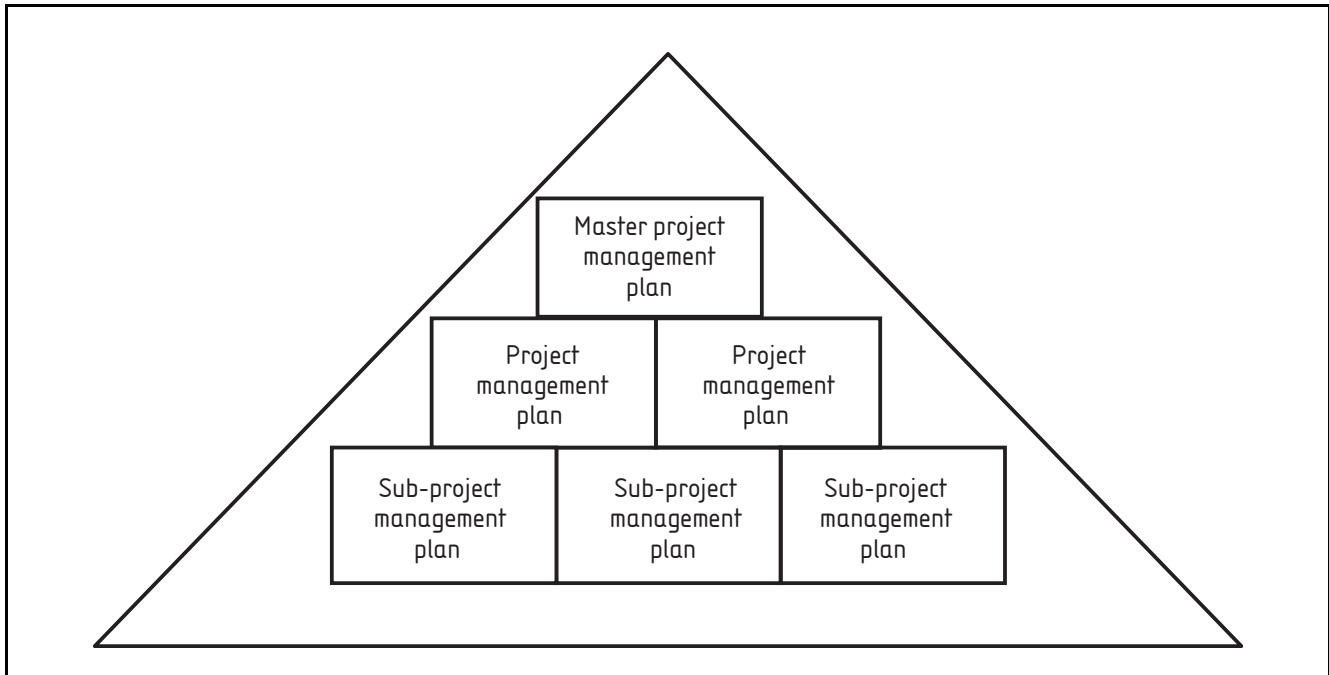 Master project
management
plan
Project
management
plan
Project
management
plan
Sub-project
management
plan
Sub-project
management
plan
Sub-project
management
plan